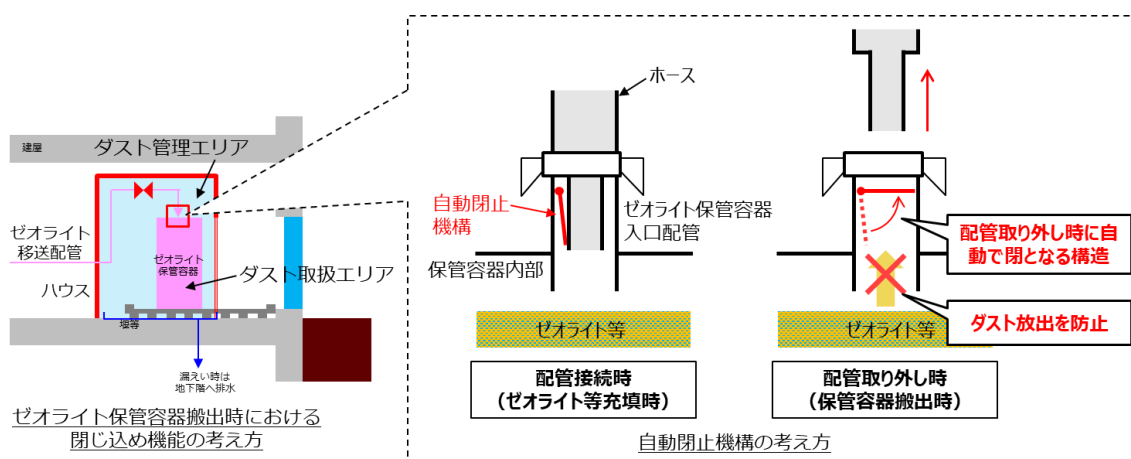 建屋
ダスト管理エリア
ゼオライト
移送配管
ゼオライト
保管容器
ダスト取扱エリア
ハウス
堰等
漏えい時は
地下階へ排水
ゼオライト保管容器搬出時における
閉じ込め機能の考え方
ホース
自動閉止
機構
ゼオライト保管容器
入口配管
保管容器内部
ゼオライト等
配管接続時
（ゼオライト等充填時）
配管取り外し時に自
動で閉となる構造
ダスト放出を防止
ゼオライト等
配管取り外し時
（保管容器搬出時）
自動閉止機構の考え方